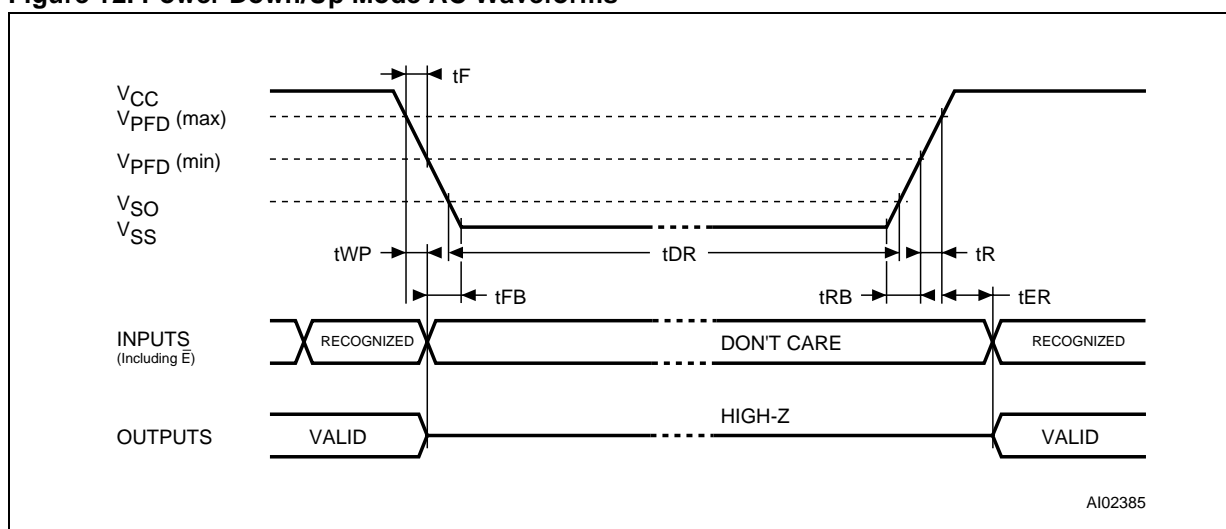 Figure 12. Power Down/Up Mode AC Waveforms
tF
VCC
VPFD (max)
VPFD (min)
VSO
VSS
tWP
tDR
tR
tFB
tRB
tER
INPUTS
(Including E̅)
RECOGNIZED
DON'T CARE
RECOGNIZED
HIGH-Z
OUTPUTS
VALID
VALID
AI02385